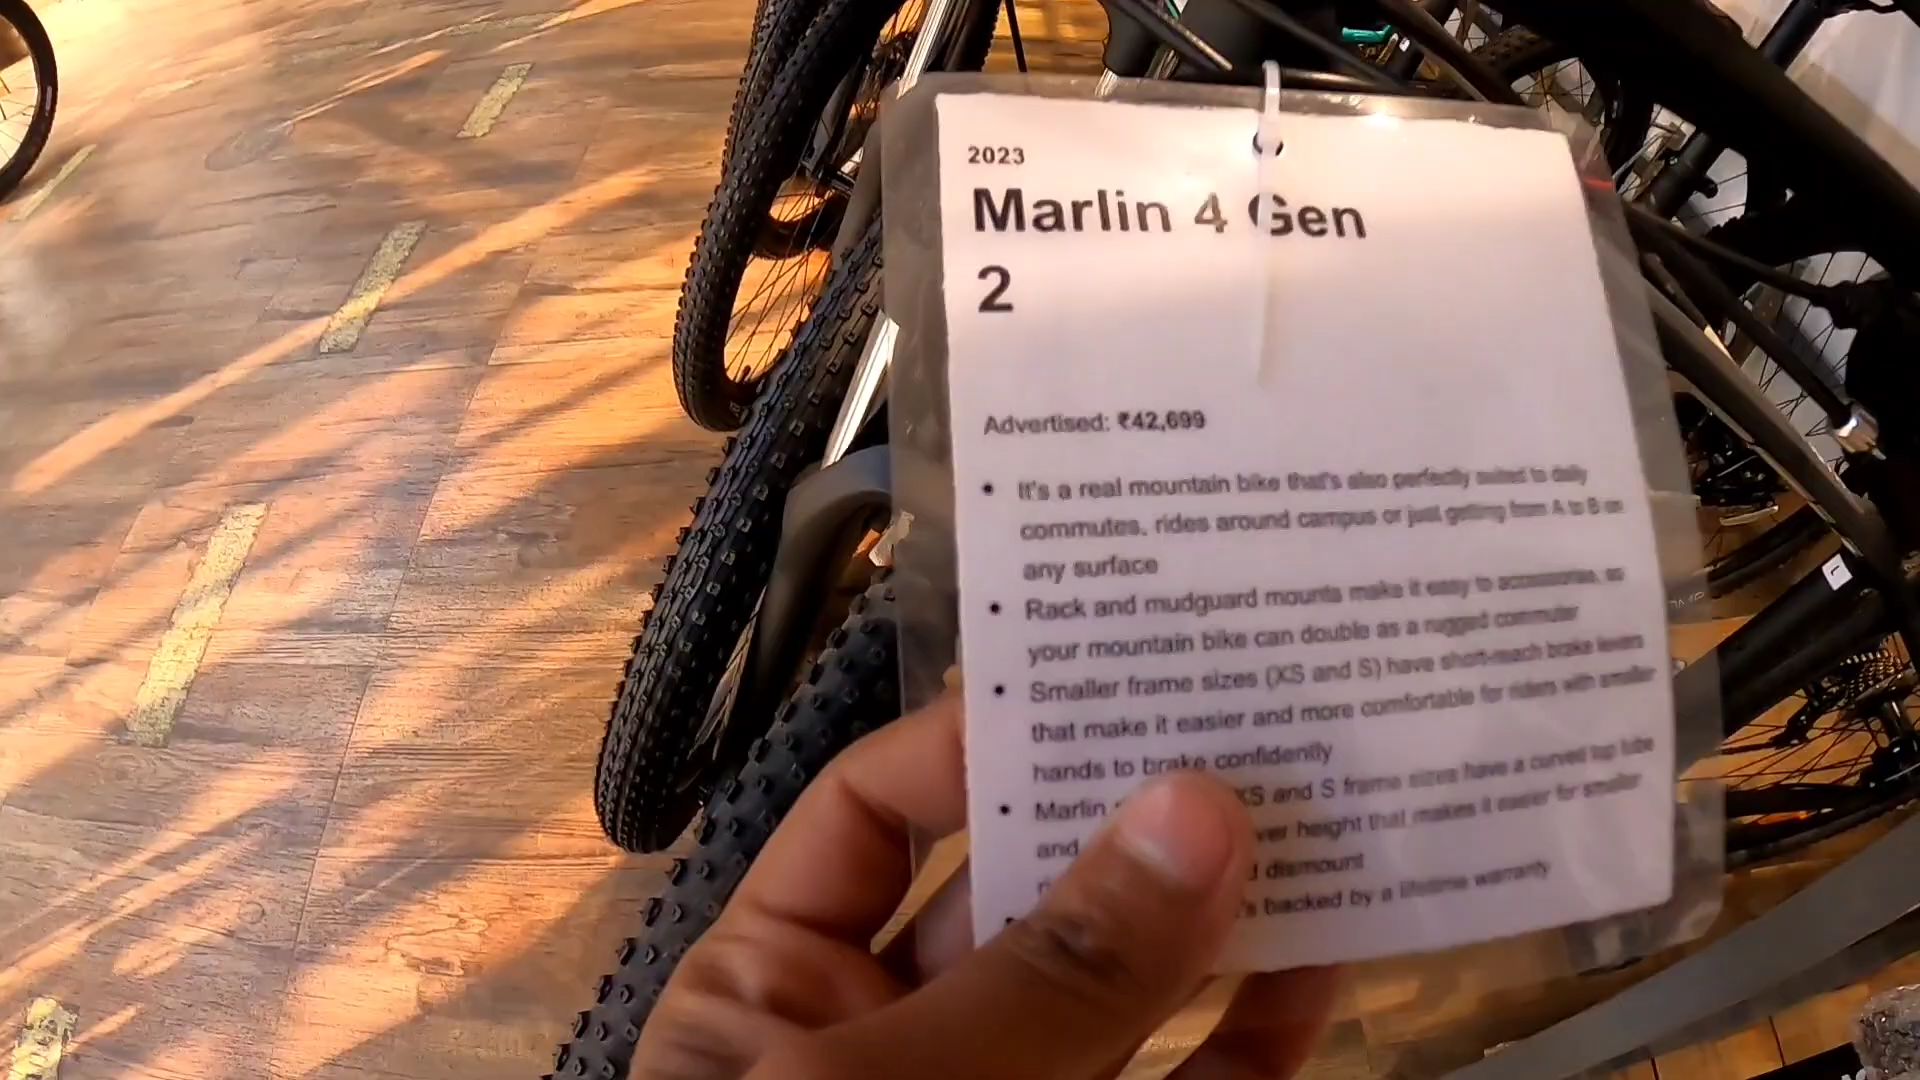 2023
Marlin 4 Gen
2
Advertised: ₹42,699
• It's a real mountain bike that's also perfectly suited to daily
commutes, rides around campus or just getting from A to B on
any surface
• Rack and mudguard mounts make it easy to accessorise, so
your mountain bike can double as a rugged commuter
• Smaller frame sizes (XS and S) have short-reach brake levers
that make it easier and more comfortable for riders with smaller
hands to brake confidently
• Marlin XS and S frame sizes have a curved top tube
and height that makes it easier for smaller
dismount
backed by a lifetime warranty
L